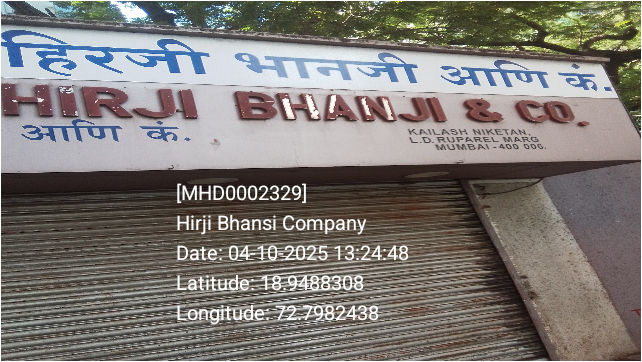 हिरजी भानजी आणि कं.
HIRJI BHANJI & CO.
आणि कं.
KAILASH NIKETAN,
L.D. RUPAREL MARG
MUMBAI - 400 006.
[MHD0002329]
Hirji Bhansi Company
Date: 04-10-2025 13:24:48
Latitude: 18.9488308
Longitude: 72.7982438